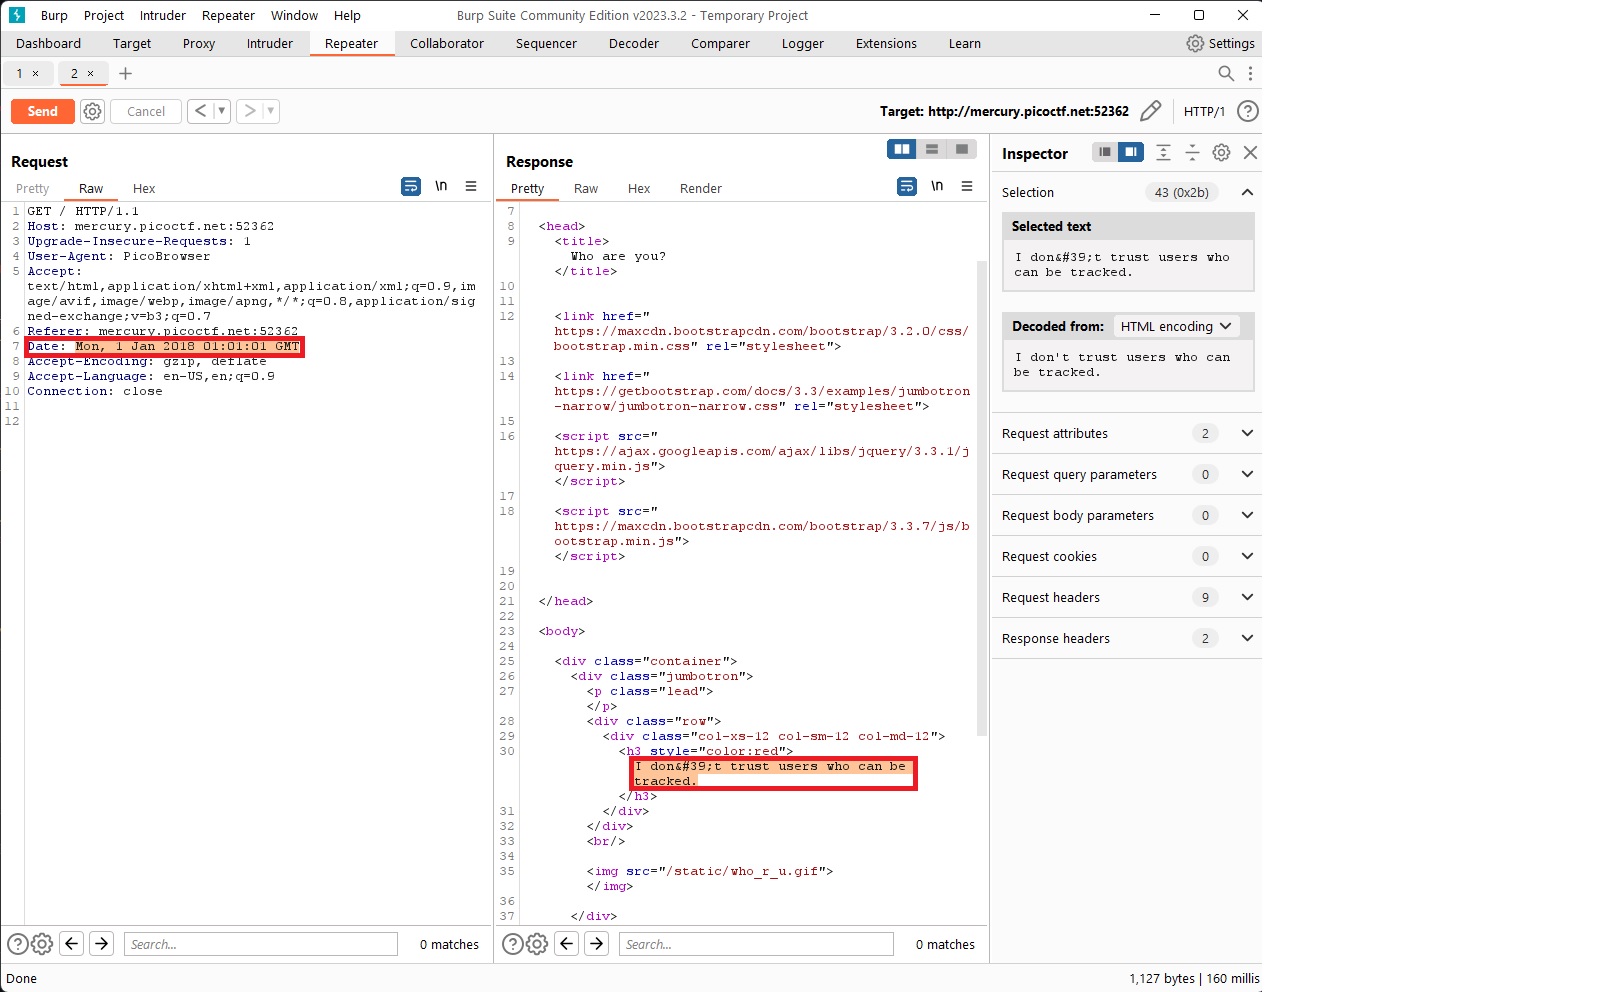 Burp Project Intruder Repeater Window Help Burp Suite Community Edition v2023.3.2 - Temporary Project
Dashboard Target Proxy Intruder Repeater Collaborator Sequencer Decoder Comparer Logger Extensions Learn Settings
1 × 2 × +
Send Cancel < > Target: http://mercury.picoctf.net:52362 HTTP/1 ?
Request
Pretty Raw Hex \n
1 GET / HTTP/1.1
2 Host: mercury.picoctf.net:52362
3 Upgrade-Insecure-Requests: 1
4 User-Agent: PicoBrowser
5 Accept:
text/html,application/xhtml+xml,application/xml;q=0.9,im
age/avif,image/webp,image/apng,*/*;q=0.8,application/sig
ned-exchange;v=b3;q=0.7
6 Referer: mercury.picoctf.net:52362
7 Date: Mon, 1 Jan 2018 01:01:01 GMT
8 Accept-Encoding: gzip, deflate
9 Accept-Language: en-US,en;q=0.9
10 Connection: close
11
12
Search... 0 matches
Response
Pretty Raw Hex Render \n
7
8 <head>
9 <title>
Who are you?
</title>
10
11
12 <link href="
https://maxcdn.bootstrapcdn.com/bootstrap/3.2.0/css/
bootstrap.min.css" rel="stylesheet">
13
14 <link href="
https://getbootstrap.com/docs/3.3/examples/jumbotron
-narrow/jumbotron-narrow.css" rel="stylesheet">
15
16 <script src="
https://ajax.googleapis.com/ajax/libs/jquery/3.3.1/j
query.min.js">
</script>
17
18 <script src="
https://maxcdn.bootstrapcdn.com/bootstrap/3.3.7/js/b
ootstrap.min.js">
</script>
19
20
21 </head>
22
23 <body>
24
25 <div class="container">
26 <div class="jumbotron">
27 <p class="lead">
</p>
28 <div class="row">
29 <div class="col-xs-12 col-sm-12 col-md-12">
30 <h3 style="color:red">
I don&#39;t trust users who can be
tracked.
</h3>
31 </div>
32 </div>
33 <br/>
34
35 <img src="/static/who_r_u.gif">
</img>
36
37 </div>
Search... 0 matches
Inspector
Selection 43 (0x2b)
Selected text
I don&#39;t trust users who
can be tracked.
Decoded from: HTML encoding
I don't trust users who can
be tracked.
Request attributes 2
Request query parameters 0
Request body parameters 0
Request cookies 0
Request headers 9
Response headers 2
Done 1,127 bytes | 160 millis